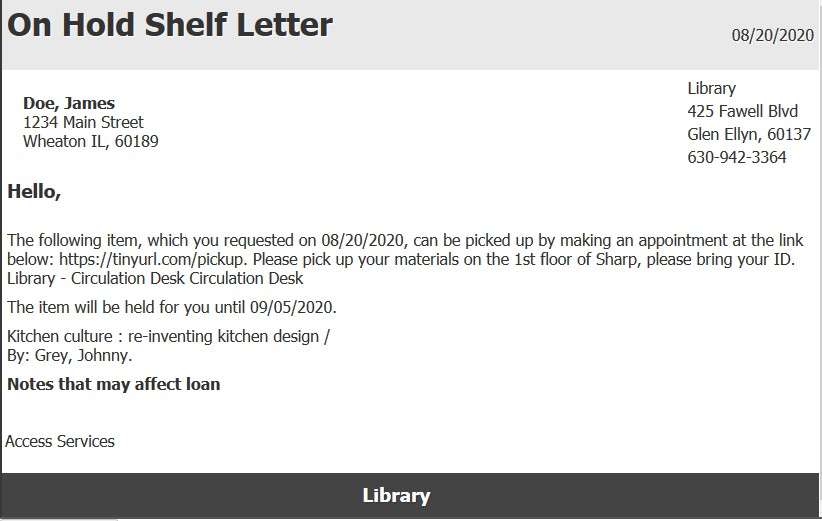 On Hold Shelf Letter
08/20/2020
Doe, James
1234 Main Street
Wheaton IL, 60189
Library
425 Fawell Blvd
Glen Ellyn, 60137
630-942-3364
Hello,
The following item, which you requested on 08/20/2020, can be picked up by making an appointment at the link
below: https://tinyurl.com/pickup. Please pick up your materials on the 1st floor of Sharp, please bring your ID.
Library - Circulation Desk Circulation Desk
The item will be held for you until 09/05/2020.
Kitchen culture : re-inventing kitchen design /
By: Grey, Johnny.
Notes that may affect loan
Access Services
Library